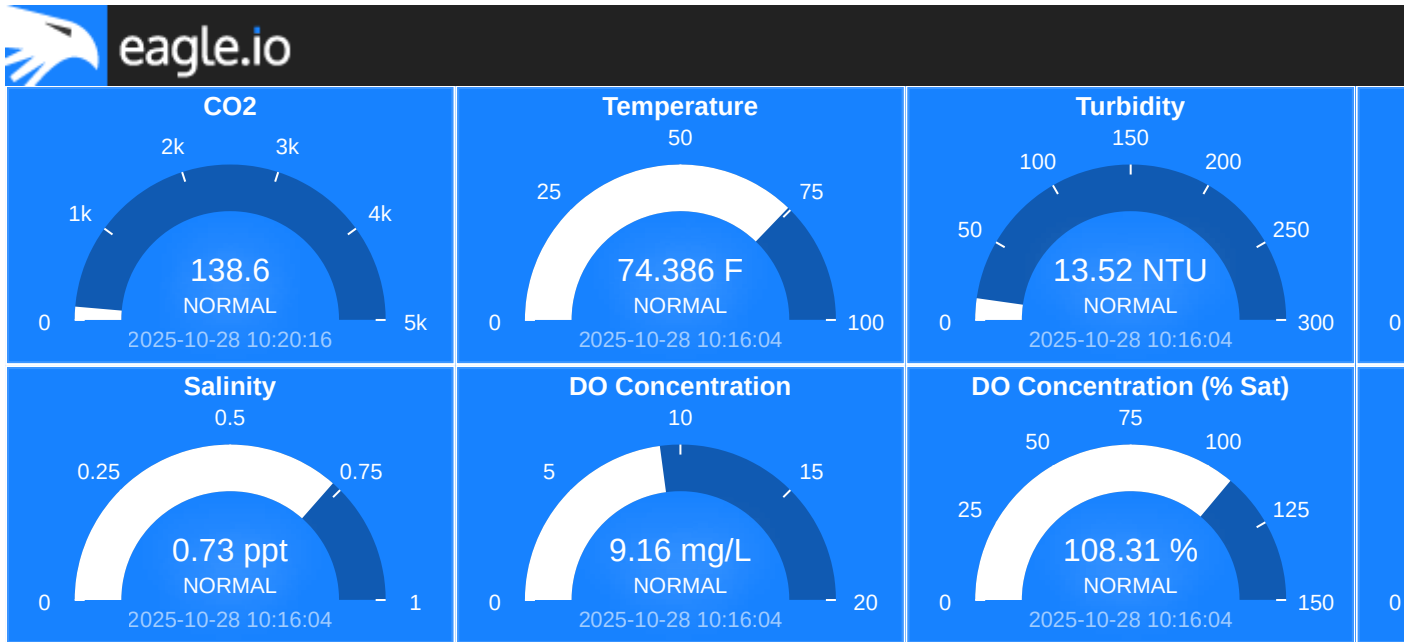 eagle.io
CO2
2k
3k
1k
4k
138.6
NORMAL
0
5k
2025-10-28 10:20:16
Temperature
50
25
75
74.386 F
NORMAL
0
100
2025-10-28 10:16:04
Turbidity
150
100
200
50
250
13.52 NTU
NORMAL
0
300
2025-10-28 10:16:04
0
Salinity
0.5
0.25
0.75
0.73 ppt
NORMAL
0
1
2025-10-28 10:16:04
DO Concentration
10
5
15
9.16 mg/L
NORMAL
0
20
2025-10-28 10:16:04
DO Concentration (% Sat)
75
50
100
25
125
108.31 %
NORMAL
0
150
2025-10-28 10:16:04
0